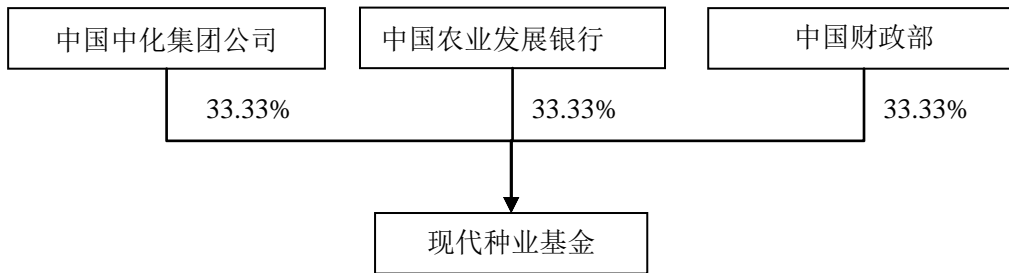 中国中化集团公司
中国农业发展银行
中国财政部
33.33%
33.33%
33.33%
现代种业基金